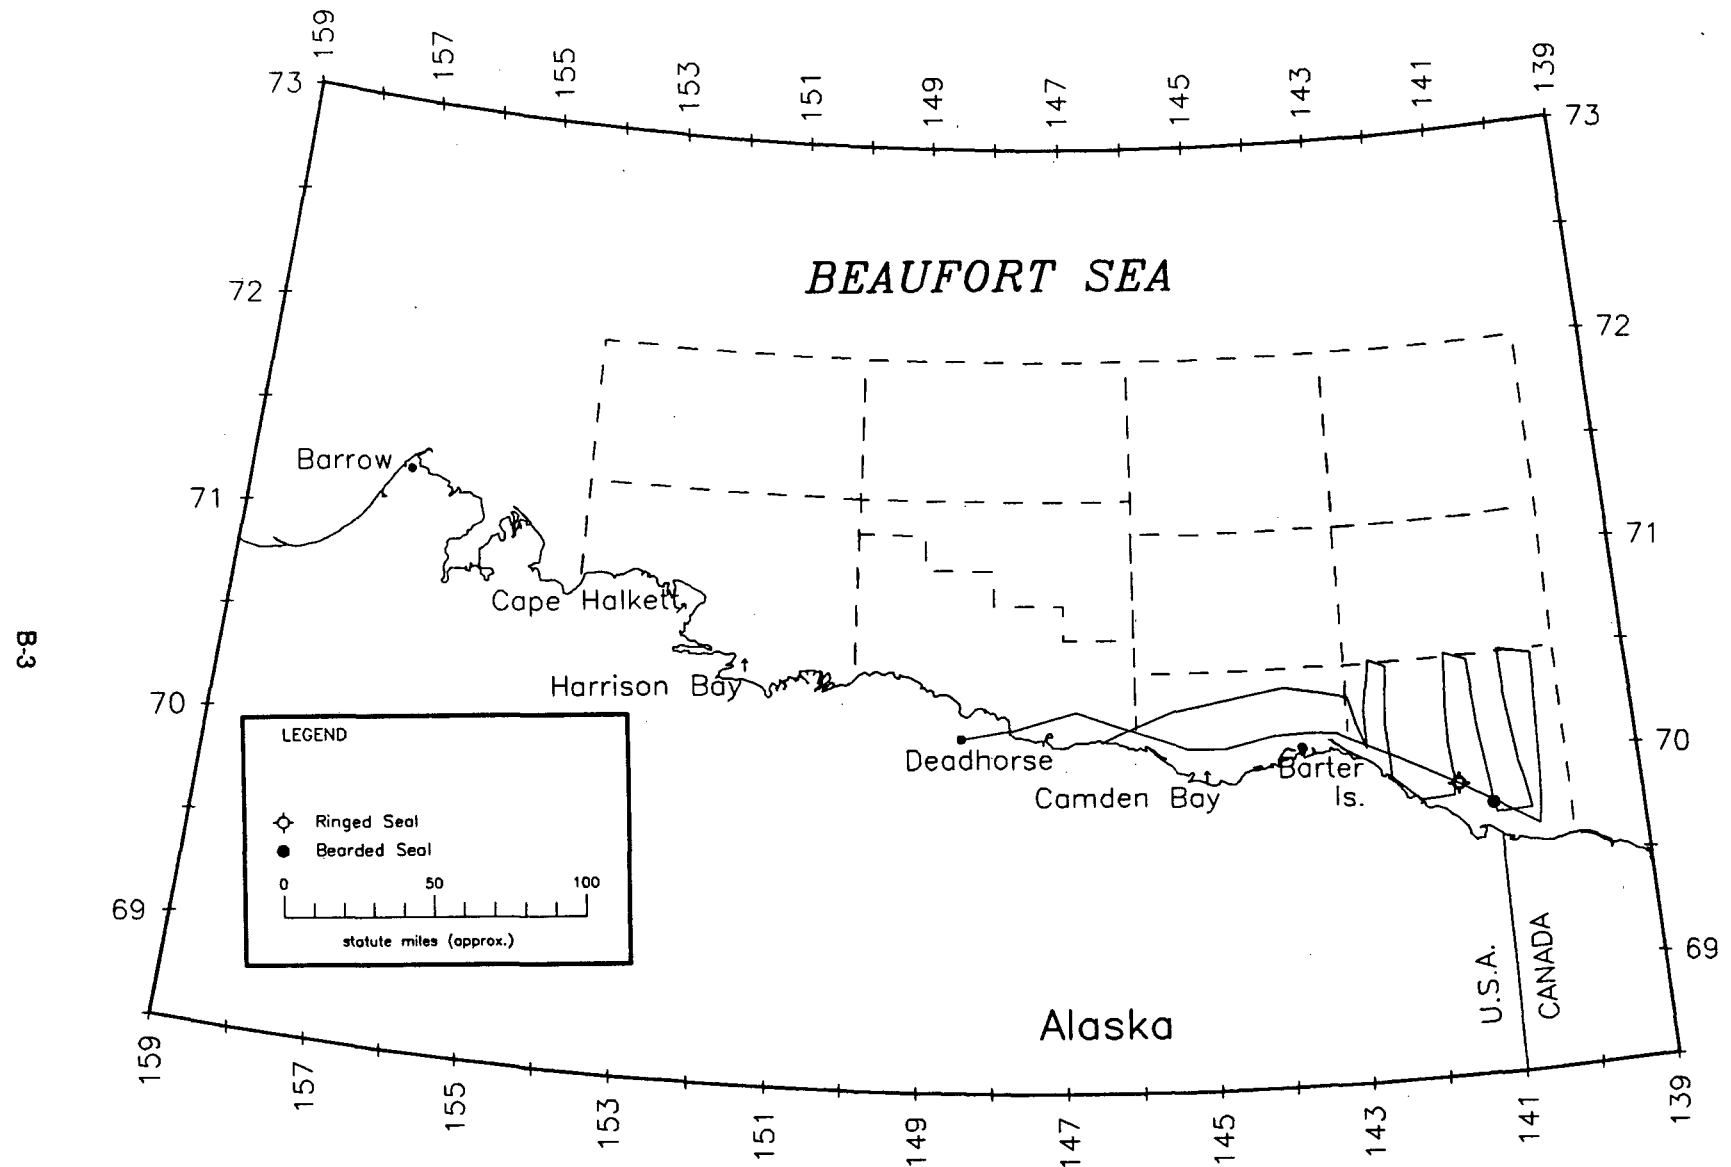 159
157
155
153
151
149
147
145
143
141
139
73
73
BEAUFORT SEA
72
72
Barrow
71
71
Cape Halkett
B-3
Harrison Bay
70
70
Deadhorse
Barter
Is.
Camden Bay
LEGEND
Ringed Seal
Bearded Seal
0 50 100
statute miles (approx.)
69
69
U.S.A.
CANADA
Alaska
159
157
155
153
151
149
147
145
143
141
139